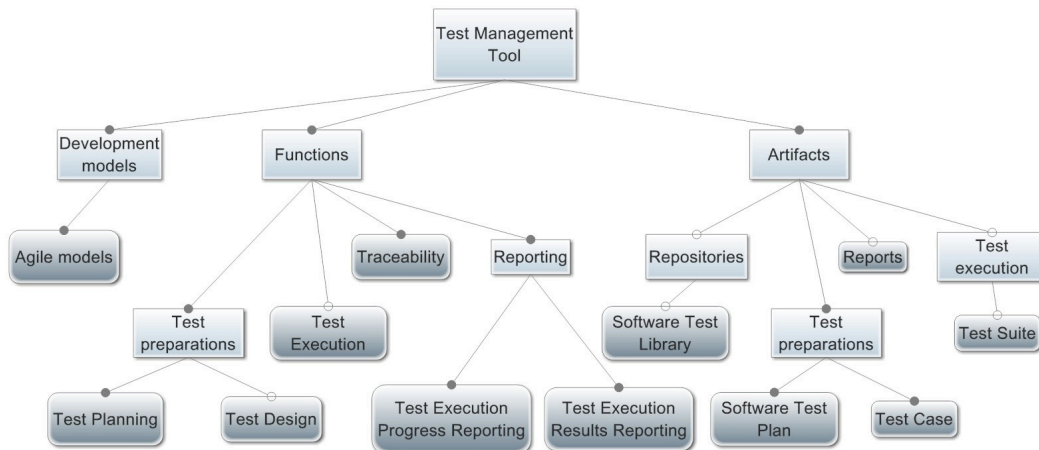 Test Management
Tool
Development
models
Functions
Artifacts
Agile models
Traceability
Reporting
Repositories
Reports
Test
execution
Test
preparations
Test
Execution
Software Test
Library
Test
preparations
Test Suite
Test Planning
Test Design
Test Execution
Progress Reporting
Test Execution
Results Reporting
Software Test
Plan
Test Case